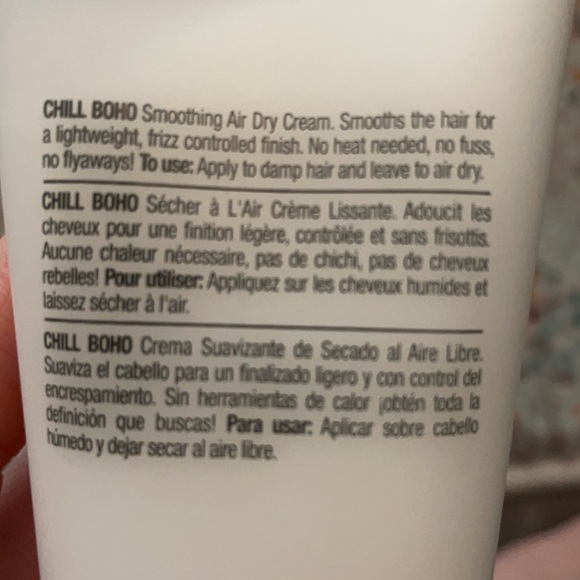 CHILL BOHO Smoothing Air Dry Cream. Smooths the hair for
a lightweight, frizz controlled finish. No heat needed, no fuss,
no flyaways! To use: Apply to damp hair and leave to air dry.
CHILL BOHO Sécher à L'Air Crème Lissante. Adoucit les
cheveux pour une finition légère, contrôlée et sans frisottis.
Aucune chaleur nécessaire, pas de chichi, pas de cheveux
rebelles! Pour utiliser: Appliquez sur les cheveux humides et
laissez sécher à l'air.
CHILL BOHO Crema Suavizante de Secado al Aire Libre.
Suaviza el cabello para un finalizado ligero y con control del
encrespamiento. Sin herramientas de calor ¡obtén toda la
definición que buscas! Para usar: Aplicar sobre cabello
húmedo y dejar secar al aire libre.